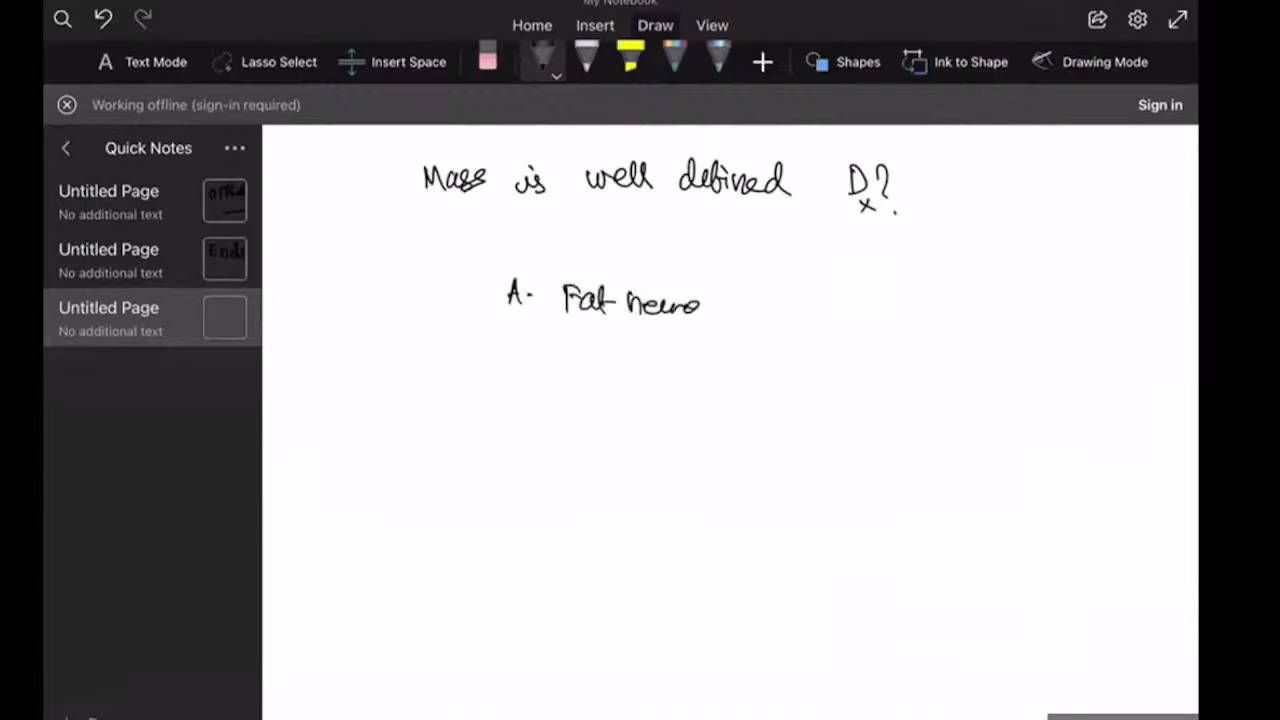 My Notebook
Home Insert Draw View
Text Mode Lasso Select Insert Space Shapes Ink to Shape Drawing Mode
Working offline (sign-in required) Sign in
Quick Notes
Untitled Page
No additional text
Untitled Page
No additional text
Untitled Page
No additional text
Mass is well defined Dx?
A. Fat necro